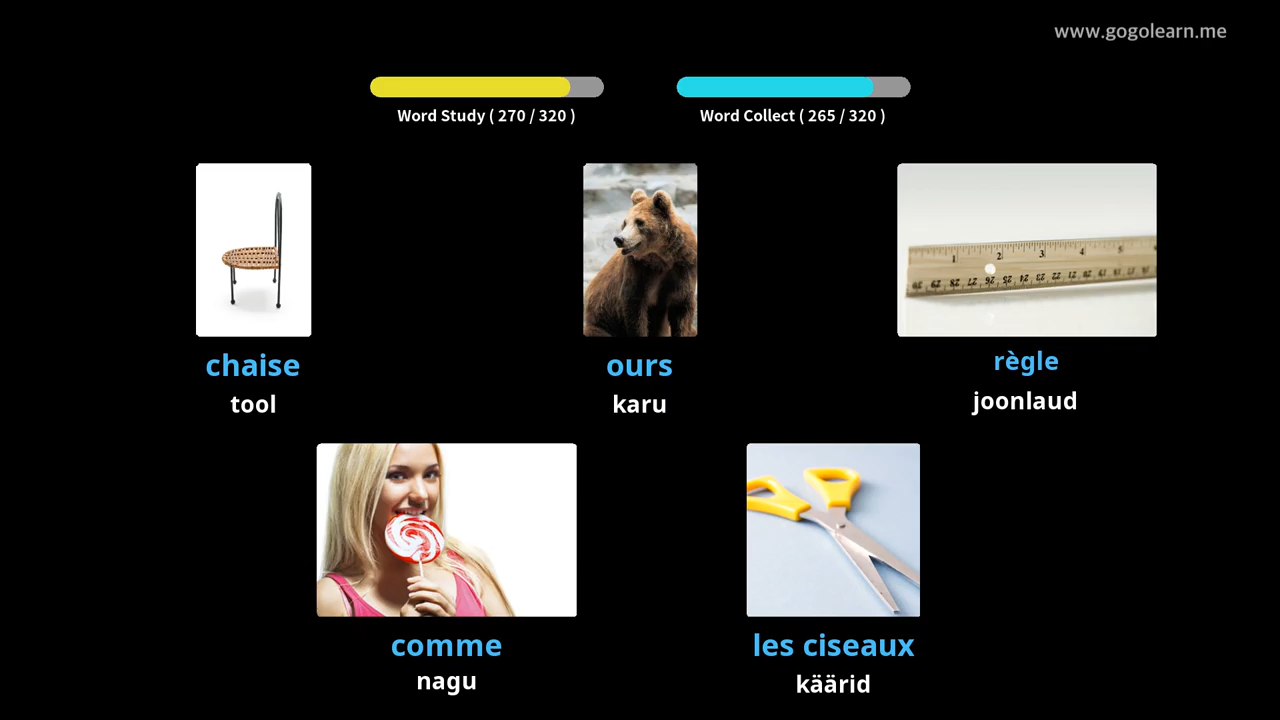 www.gogolearn.me
Word Study ( 270 / 320 )
Word Collect ( 265 / 320 )
chaise
tool
ours
karu
règle
joonlaud
comme
nagu
les ciseaux
käärid